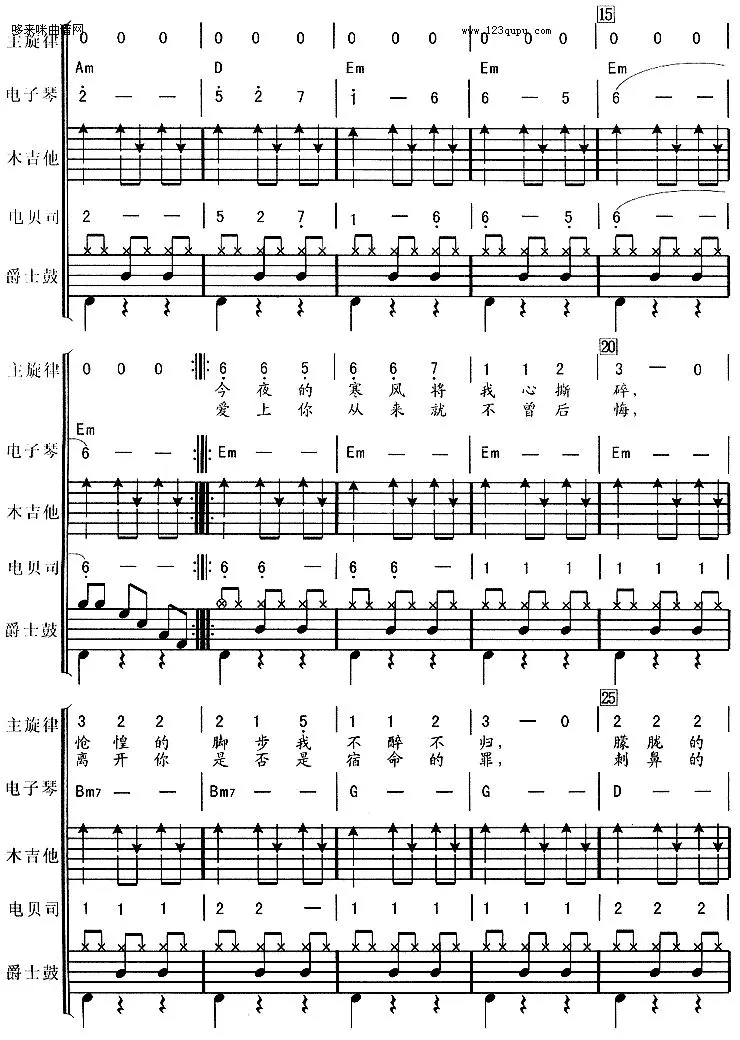 哆来咪曲谱网
www.123qupu.com
15
主旋律 0 0 0 | 0 0 0 | 0 0 0 | 0 0 0 | 0 0 0
Am D Em Em Em
电子琴 2 — — | 5 2 7 | 1 — 6 | 6 — 5 | 6 — —
木吉他
电贝司 2 — — | 5 2 7 | 1 — 6 | 6 — 5 | 6 — —
爵士鼓
20
主旋律 0 0 0 :||: 6 6 5 | 6 6 7 | 1 1 2 | 3 — 0
今夜的 寒风将 我心撕 碎,
爱上你 从来就 不曾后 悔,
Em
电子琴 6 — — :||: Em — — | Em — — | Em — — | Em — —
木吉他
电贝司 6 — — :||: 6 6 — | 6 6 — | 1 1 1 | 1 1 1
爵士鼓
25
主旋律 3 2 2 | 2 1 5 | 1 1 2 | 3 — 0 | 2 2 2
怆惶的 脚步我 不醉不 归, 朦胧的
离开你 是否是 宿命的 罪, 刺鼻的
电子琴 Bm7 — — | Bm7 — — | G — — | G — — | D — —
木吉他
电贝司 1 1 1 | 2 2 — | 1 1 1 | 1 1 1 | 2 2 2
爵士鼓